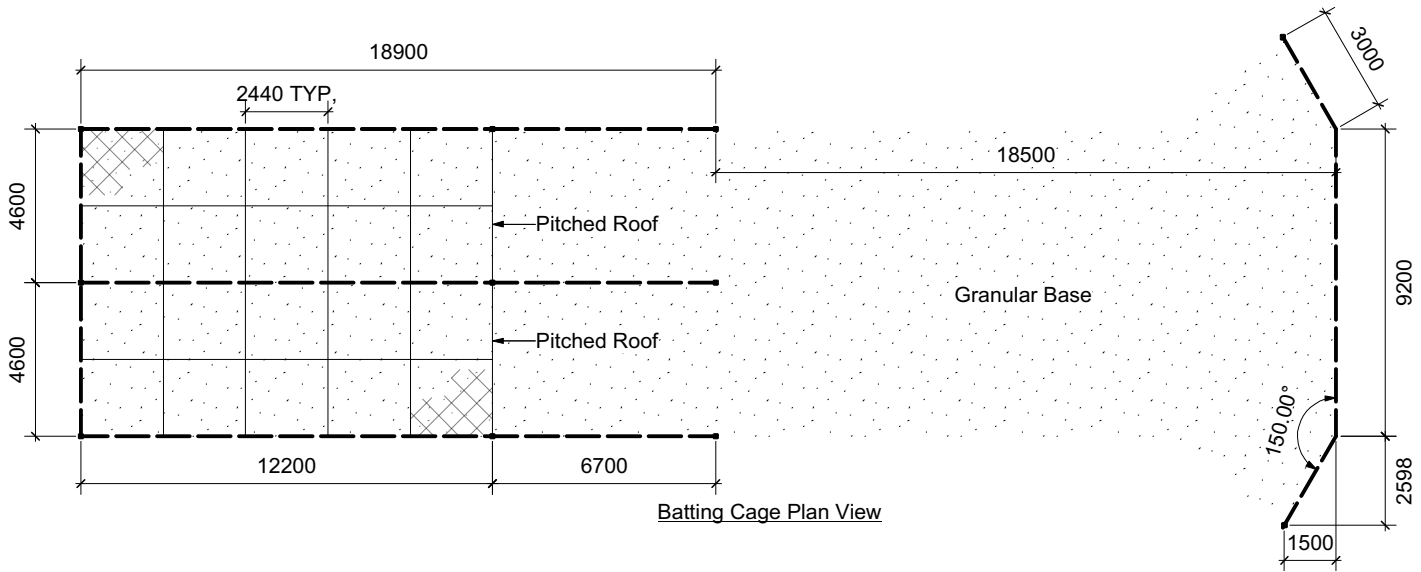 18900
3000
2440 TYP,
18500
4600
Pitched Roof
9200
Granular Base
4600
Pitched Roof
150.00°
12200
6700
2598
Batting Cage Plan View
1500